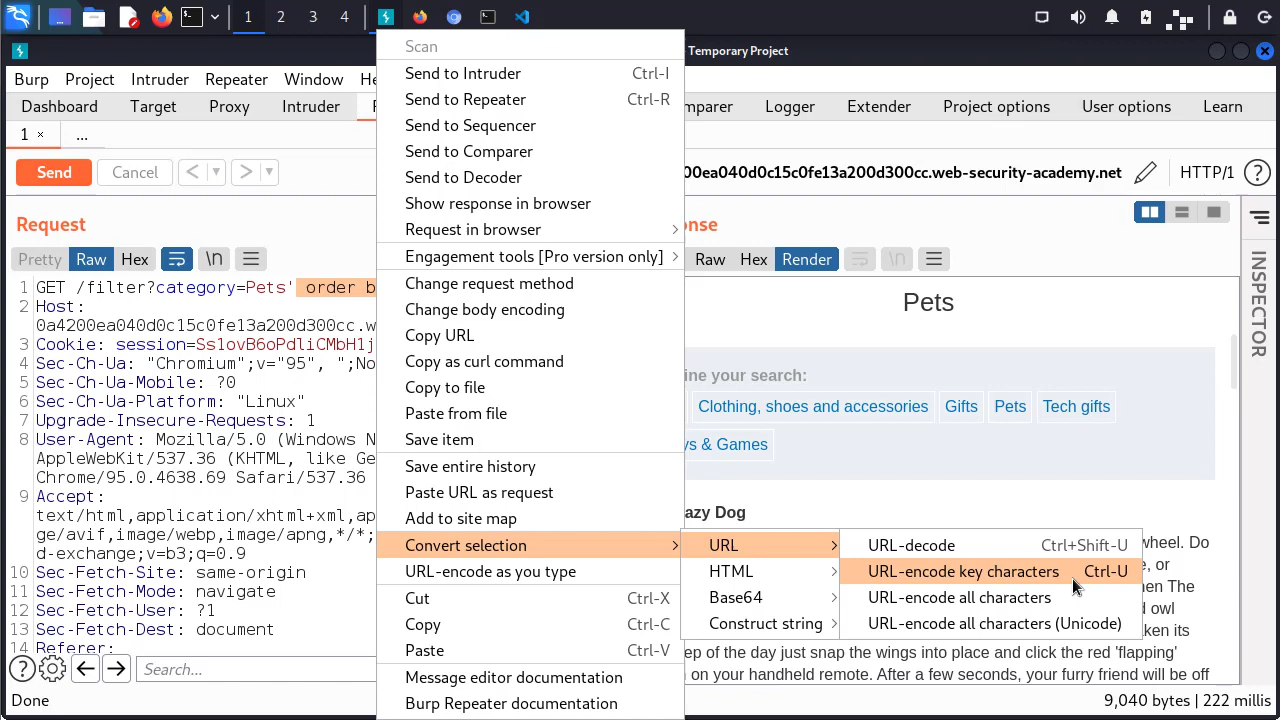 1 2 3 4
Temporary Project
Burp Project Intruder Repeater Window He
Dashboard Target Proxy Intruder mparer Logger Extender Project options User options Learn
1 × ...
Send Cancel < > 00ea040d0c15c0fe13a200d300cc.web-security-academy.net HTTP/1 ?
Request
Pretty Raw Hex \n
1 GET /filter?category=Pets' order b
2 Host:
0a4200ea040d0c15c0fe13a200d300cc.w
3 Cookie: session=Ss1ovB6oPdliCMbH1j
4 Sec-Ch-Ua: "Chromium";v="95", ";No
5 Sec-Ch-Ua-Mobile: ?0
6 Sec-Ch-Ua-Platform: "Linux"
7 Upgrade-Insecure-Requests: 1
8 User-Agent: Mozilla/5.0 (Windows N
AppleWebKit/537.36 (KHTML, like Ge
Chrome/95.0.4638.69 Safari/537.36
9 Accept:
text/html,application/xhtml+xml,ap
ge/avif,image/webp,image/apng,*/*;
d-exchange;v=b3;q=0.9
10 Sec-Fetch-Site: same-origin
11 Sec-Fetch-Mode: navigate
12 Sec-Fetch-User: ?1
13 Sec-Fetch-Dest: document
14 Referer:
? Search...
Done
Scan
Send to Intruder Ctrl-I
Send to Repeater Ctrl-R
Send to Sequencer
Send to Comparer
Send to Decoder
Show response in browser
Request in browser
Engagement tools [Pro version only]
Change request method
Change body encoding
Copy URL
Copy as curl command
Copy to file
Paste from file
Save item
Save entire history
Paste URL as request
Add to site map
Convert selection
URL-encode as you type
Cut Ctrl-X
Copy Ctrl-C
Paste Ctrl-V
Message editor documentation
Burp Repeater documentation
URL
HTML
Base64
Construct string
URL-decode Ctrl+Shift-U
URL-encode key characters Ctrl-U
URL-encode all characters
URL-encode all characters (Unicode)
nse
Raw Hex Render \n
Pets
ine your search:
Clothing, shoes and accessories Gifts Pets Tech gifts
ys & Games
azy Dog
wheel. Do
, or
en The
owl
ken its
ep of the day just snap the wings into place and click the red 'flapping'
n on your handheld remote. After a few seconds, your furry friend will be off
INSPECTOR
9,040 bytes | 222 millis